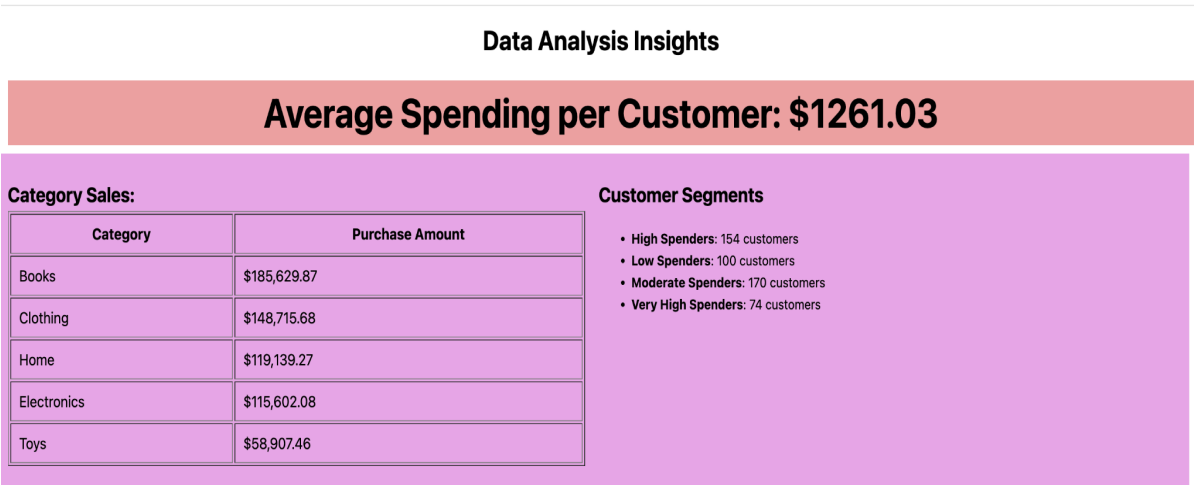 Data Analysis Insights
Average Spending per Customer: $1261.03
Category Sales:
Category Purchase Amount
Books $185,629.87
Clothing $148,715.68
Home $119,139.27
Electronics $115,602.08
Toys $58,907.46
Customer Segments
• High Spenders: 154 customers
• Low Spenders: 100 customers
• Moderate Spenders: 170 customers
• Very High Spenders: 74 customers